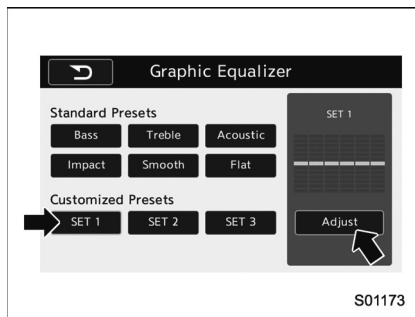 Graphic Equalizer
Standard Presets
SET 1
Bass Treble Acoustic
Impact Smooth Flat
Customized Presets
SET 1 SET 2 SET 3
Adjust
S01173